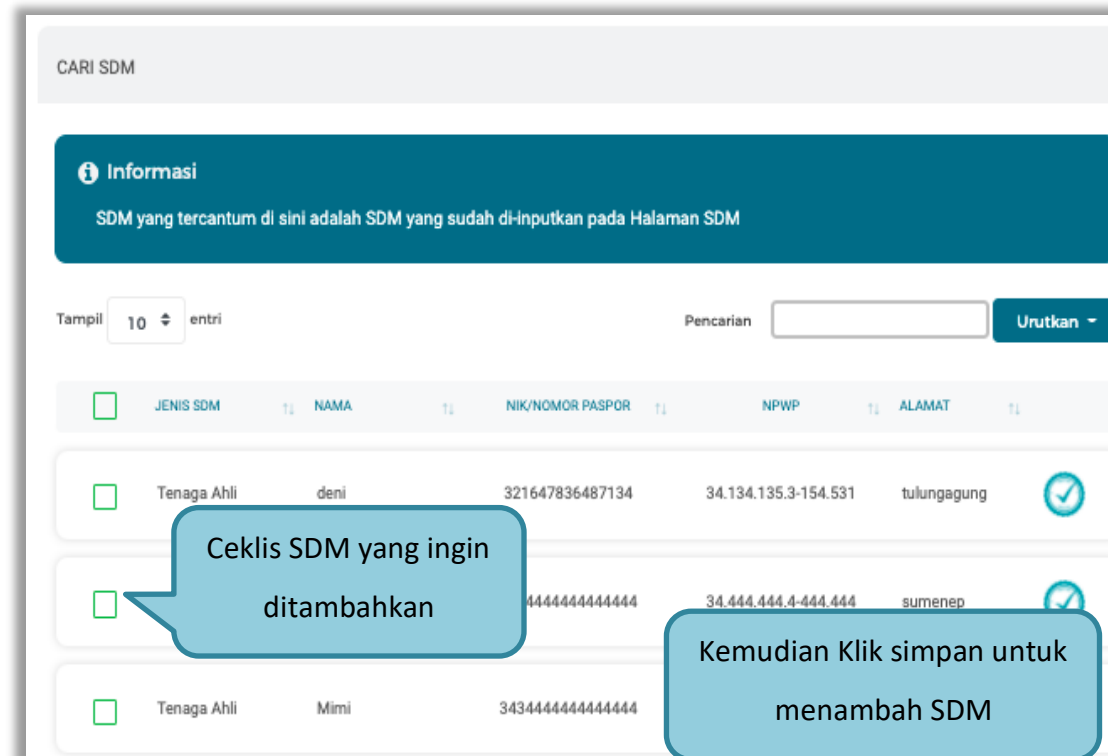 CARI SDM
Informasi
SDM yang tercantum di sini adalah SDM yang sudah di-inputkan pada Halaman SDM
Tampil 10 entri Pencarian Urutkan
JENIS SDM NAMA NIK/NOMOR PASPOR NPWP ALAMAT
Tenaga Ahli deni 321647836487134 34.134.135.3-154.531 tulungagung
Ceklis SDM yang ingin
ditambahkan
34.444.444.4-444.444 sumenep
Kemudian Klik simpan untuk
menambah SDM
Tenaga Ahli Mimi 3434444444444444